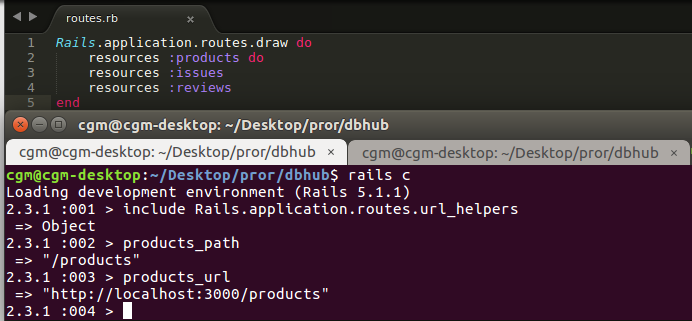 routes.rb ×
1 Rails.application.routes.draw do
2     resources :products do
3     resources :issues
4     resources :reviews
5 end
cgm@cgm-desktop: ~/Desktop/pror/dbhub
cgm@cgm-desktop: ~/Desktop/pror/dbhub × cgm@cgm-desktop: ~/Desktop/pror/dbhub ×
cgm@cgm-desktop:~/Desktop/pror/dbhub$ rails c
Loading development environment (Rails 5.1.1)
2.3.1 :001 > include Rails.application.routes.url_helpers
 => Object
2.3.1 :002 > products_path
 => "/products"
2.3.1 :003 > products_url
 => "http://localhost:3000/products"
2.3.1 :004 >